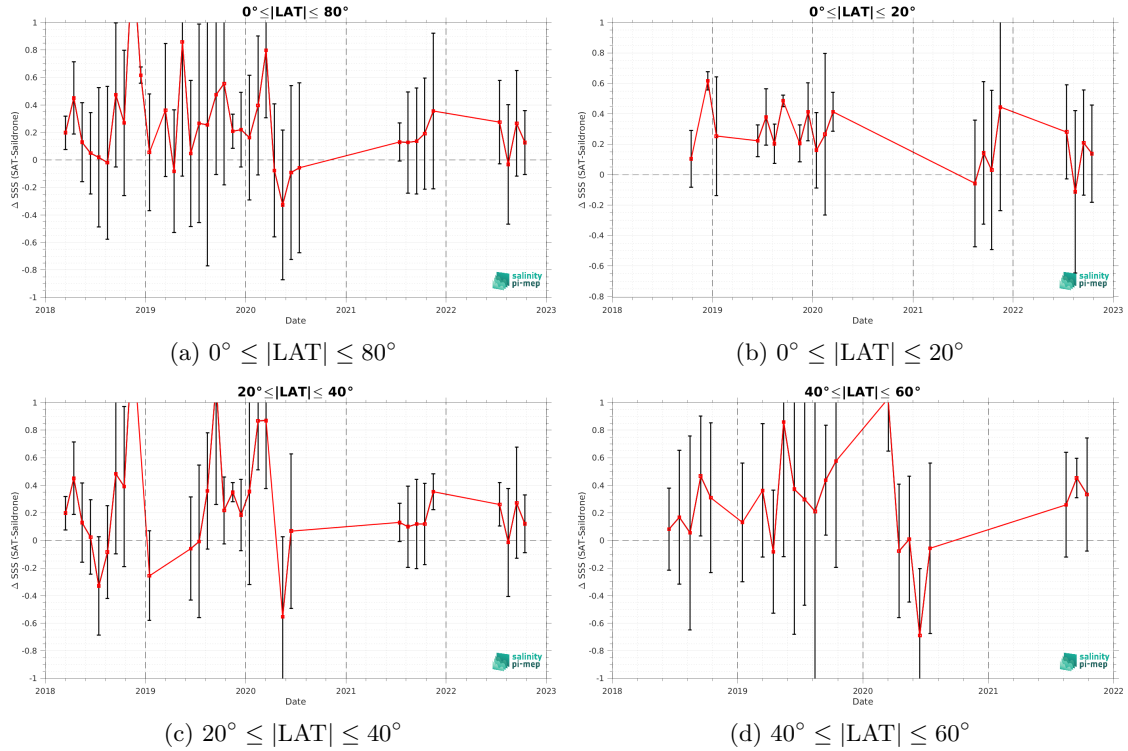 0°≤|LAT|≤ 80°
1
0.8
0.6
0.4
0.2
0
-0.2
-0.4
-0.6
-0.8
-1
Δ SSS (SAT-Saildrone)
2018
2019
2020
2021
2022
2023
Date
salinity
pi-mep
(a) 0° ≤ |LAT| ≤ 80°
0°≤|LAT|≤ 20°
1
0.8
0.6
0.4
0.2
0
-0.2
-0.4
-0.6
-0.8
Δ SSS (SAT-Saildrone)
2018
2019
2020
2021
2022
2023
Date
salinity
pi-mep
(b) 0° ≤ |LAT| ≤ 20°
20°≤|LAT|≤ 40°
1
0.8
0.6
0.4
0.2
0
-0.2
-0.4
-0.6
-0.8
-1
Δ SSS (SAT-Saildrone)
2018
2019
2020
2021
2022
2023
Date
salinity
pi-mep
(c) 20° ≤ |LAT| ≤ 40°
40°≤|LAT|≤ 60°
1
0.8
0.6
0.4
0.2
0
-0.2
-0.4
-0.6
-0.8
-1
Δ SSS (SAT-Saildrone)
2018
2019
2020
2021
2022
Date
salinity
pi-mep
(d) 40° ≤ |LAT| ≤ 60°